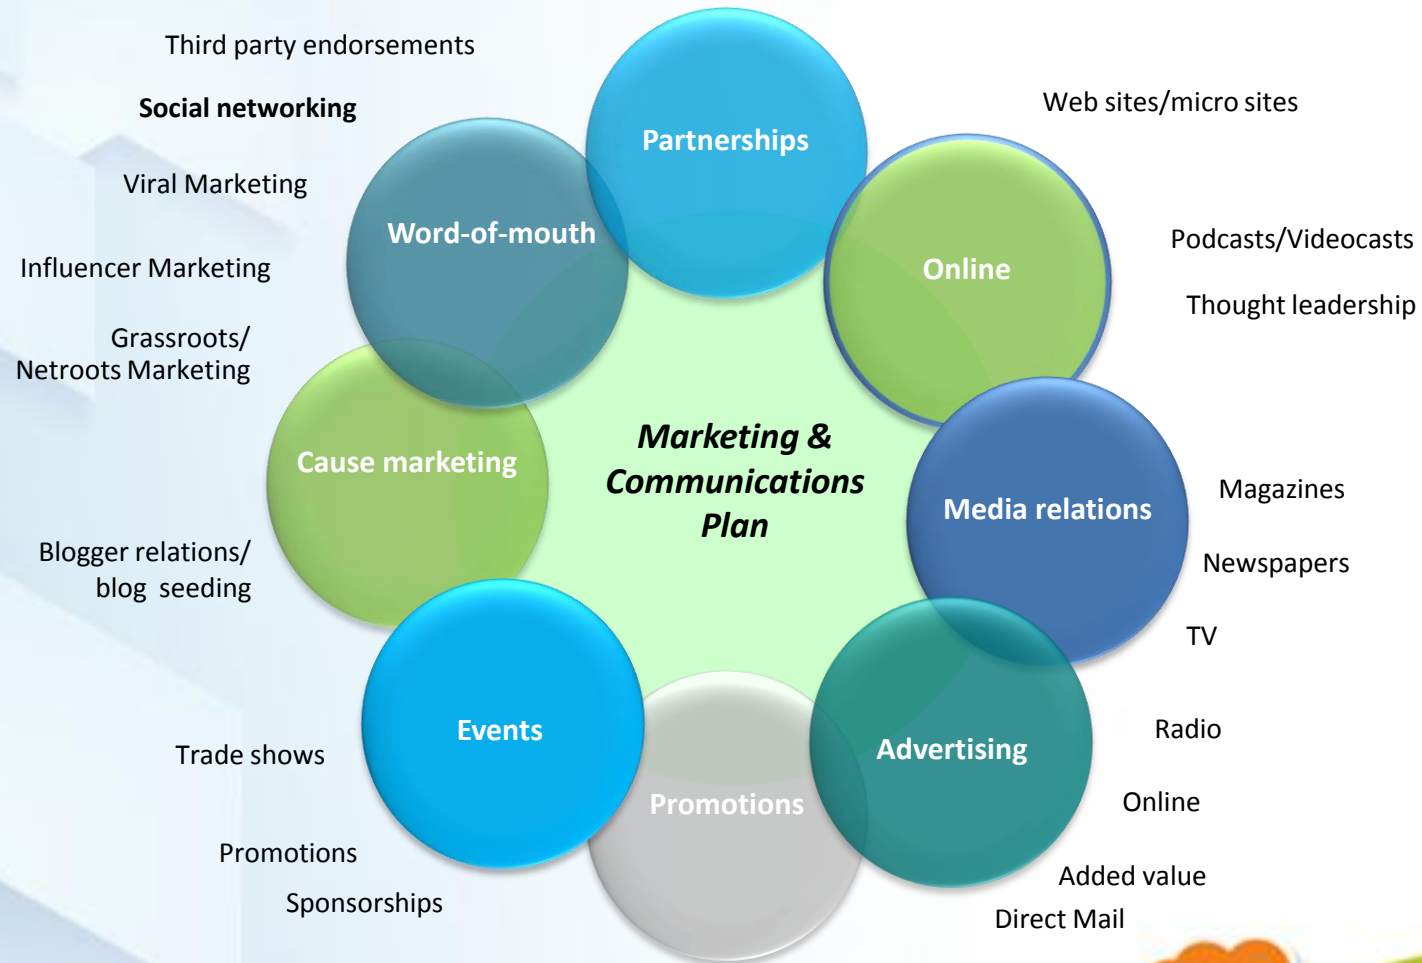 Third party endorsements
Social networking
Viral Marketing
Influencer Marketing
Grassroots/
Netroots Marketing
Blogger relations/
blog seeding
Trade shows
Promotions
Sponsorships
Partnerships
Word-of-mouth
Online
Cause marketing
Marketing &
Communications
Plan
Media relations
Events
Advertising
Promotions
Web sites/micro sites
Podcasts/Videocasts
Thought leadership
Magazines
Newspapers
TV
Radio
Online
Added value
Direct Mail